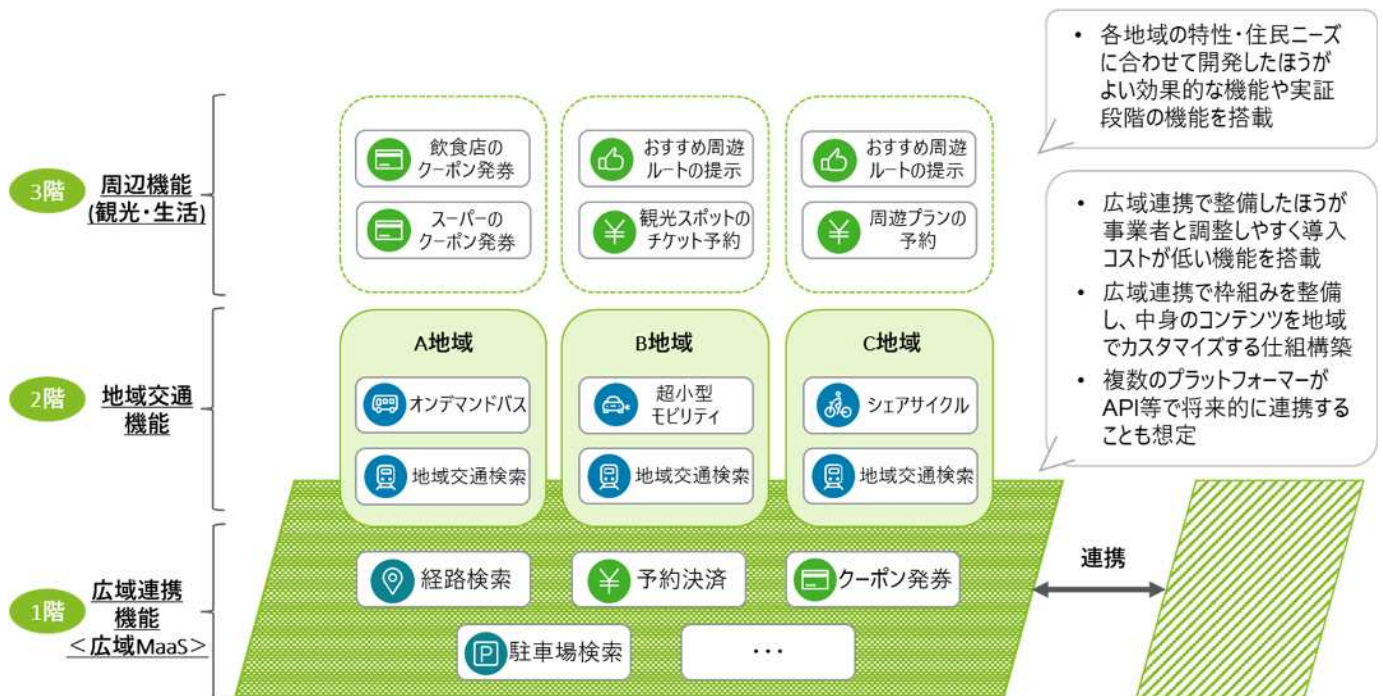 3階
周辺機能
(観光・生活)
飲食店の
クーポン発券
スーパーの
クーポン発券
おすすめ周遊
ルートの提示
観光スポットの
チケット予約
おすすめ周遊
ルートの提示
周遊プランの
予約
• 各地域の特性・住民ニーズ
に合わせて開発したほうが
よい効果的な機能や実証
段階の機能を搭載
2階
地域交通
機能
A地域
オンデマンドバス
地域交通検索
B地域
超小型
モビリティ
地域交通検索
C地域
シェアサイクル
地域交通検索
• 広域連携で整備したほうが
事業者と調整しやすく導入
コストが低い機能を搭載
• 広域連携で枠組みを整備
し、中身のコンテンツを地域
でカスタマイズする仕組構築
• 複数のプラットフォーマーが
API等で将来的に連携する
ことも想定
1階
広域連携
機能
＜広域MaaS＞
経路検索
予約決済
クーポン発券
P
駐車場検索
・・・
連携